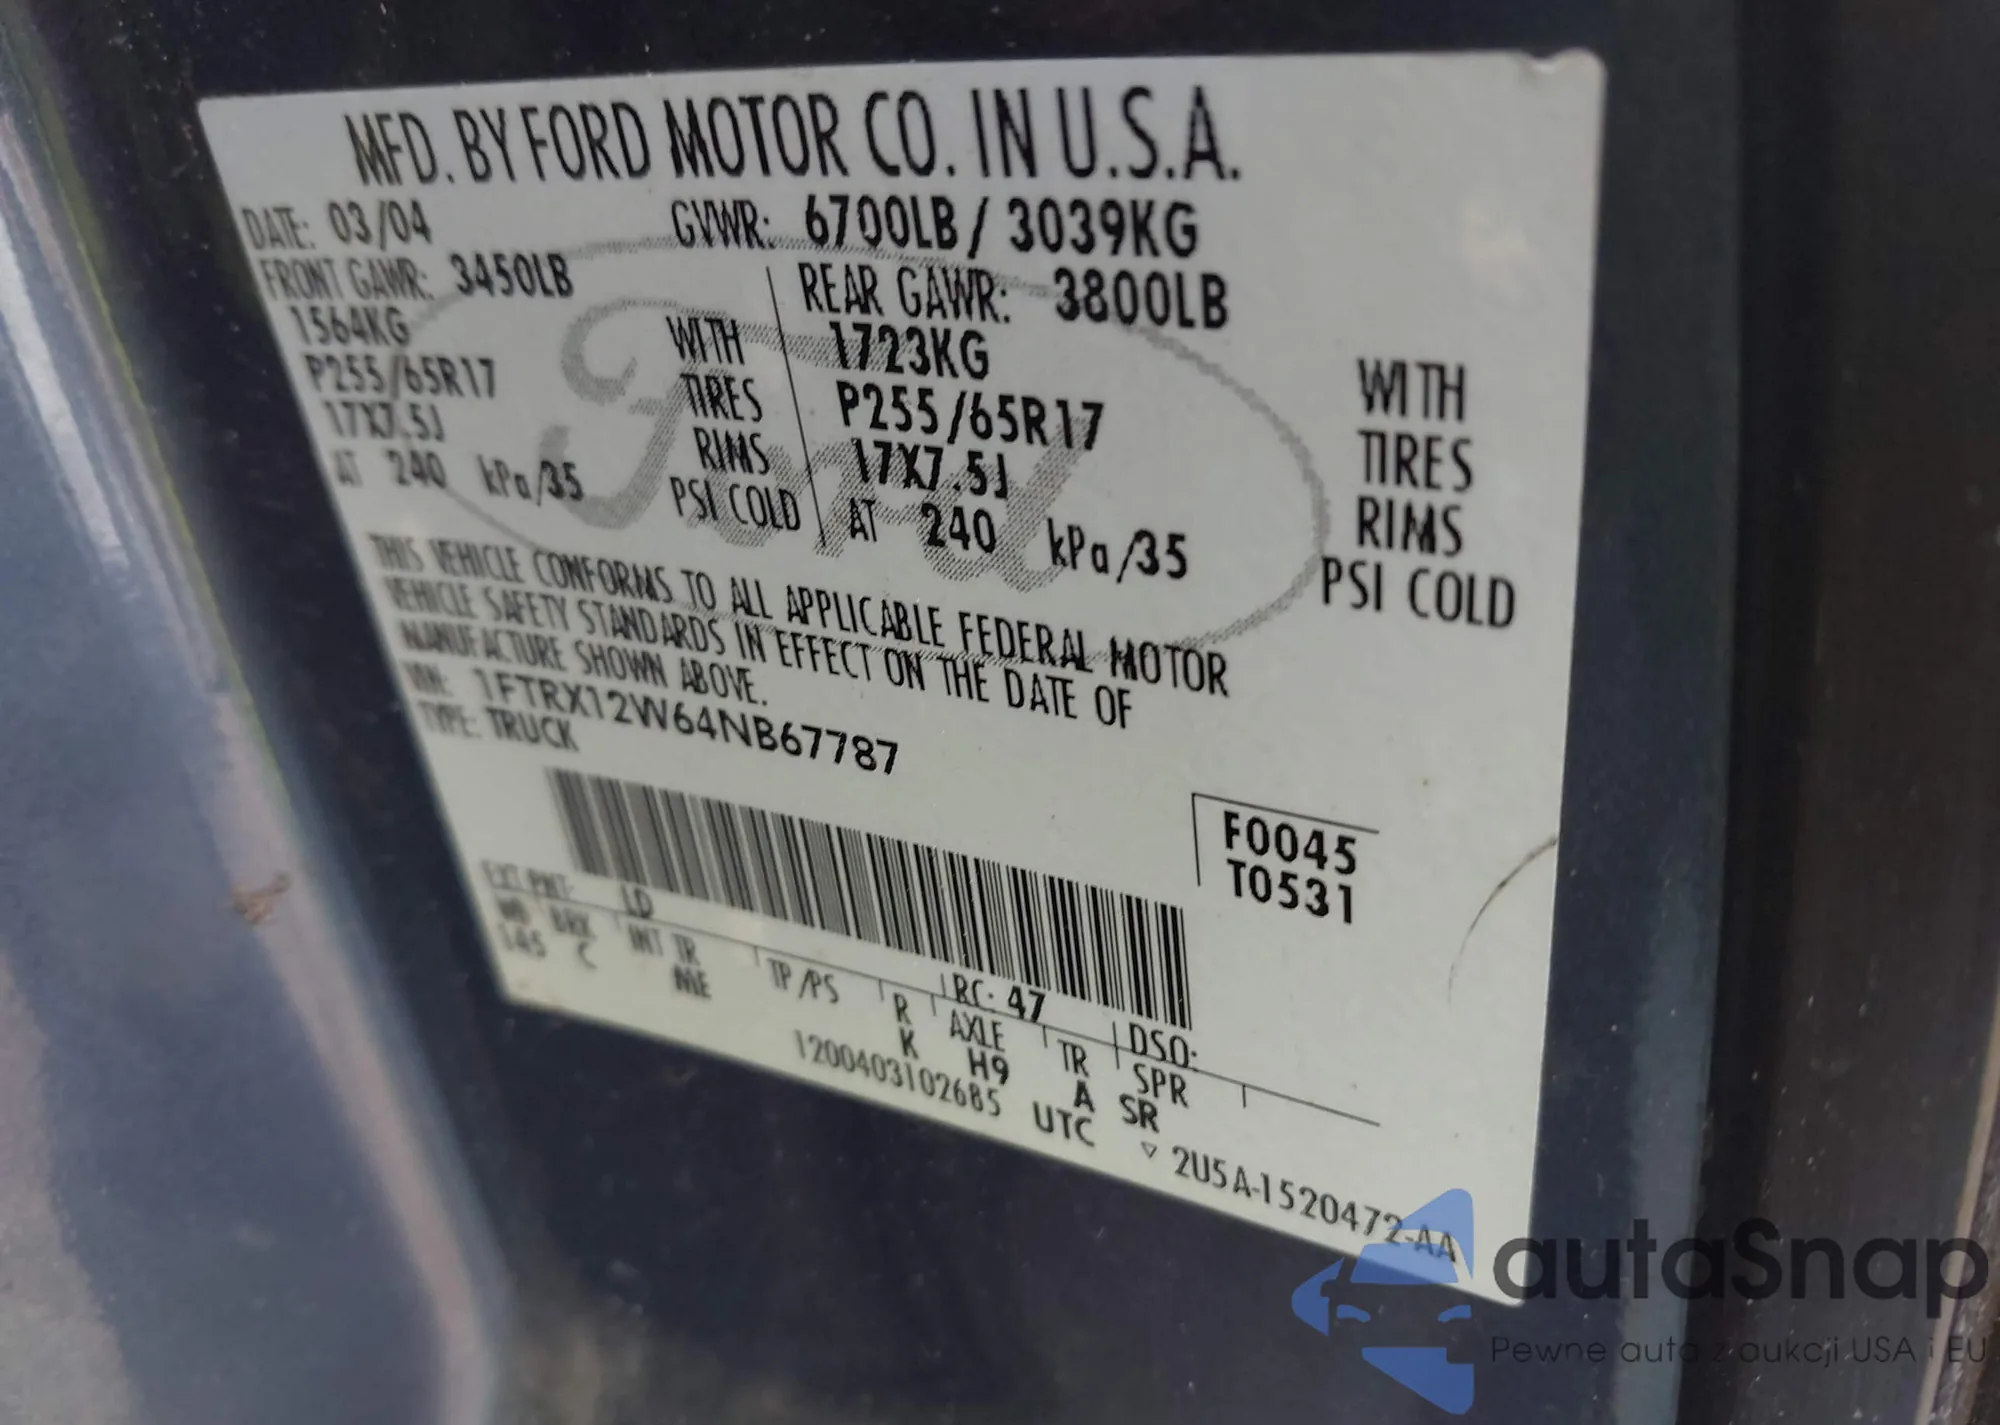 MFD. BY FORD MOTOR CO. IN U.S.A.
DATE: 03/04 GVWR: 6700LB / 3039KG
FRONT GAWR: 3450LB REAR GAWR: 3800LB
1564KG WITH 1723KG WITH
P255/65R17 TIRES P255/65R17 TIRES
17X7.5J RIMS 17X7.5J RIMS
AT 240 kPa/35 PSI COLD AT 240 kPa/35 PSI COLD
Ford
THIS VEHICLE CONFORMS TO ALL APPLICABLE FEDERAL MOTOR
VEHICLE SAFETY STANDARDS IN EFFECT ON THE DATE OF
MANUFACTURE SHOWN ABOVE.
VIN: 1FTRX12W64NB67787
TYPE: TRUCK
F0045
T0531
EXT PNT: LD RC: 47 DSO:
WB BRK INT TR TP/PS R AXLE TR SPR
145 C ME K H9 A SR
1200403102685 UTC ▽ 2U5A-1520472-AA
autaSnap
Pewne auta z aukcji USA i EU